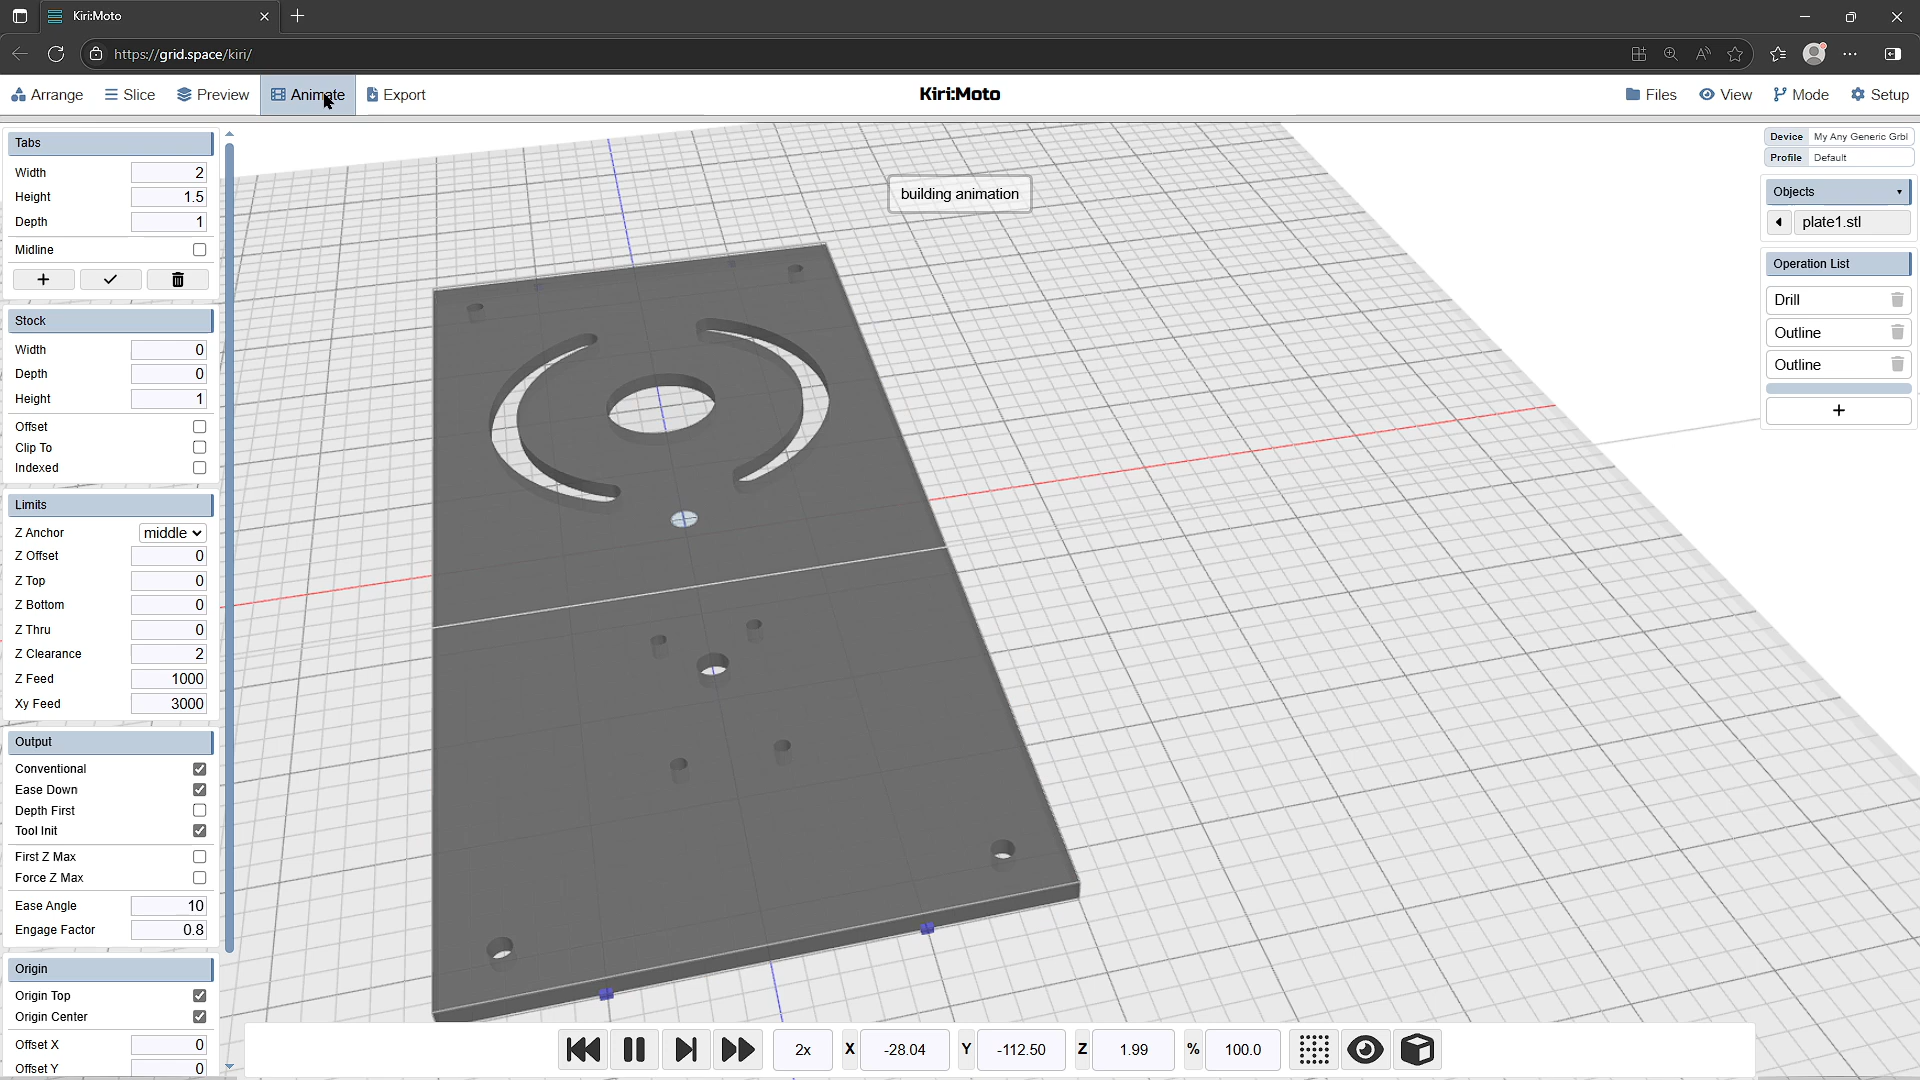 Kiri:Moto
https://grid.space/kiri/
Arrange
Slice
Preview
Animate
Export
Kiri:Moto
Files
View
Mode
Setup
Tabs
Width 2
Height 1.5
Depth 1
Midline
Stock
Width 0
Depth 0
Height 1
Offset
Clip To
Indexed
Limits
Z Anchor middle
Z Offset 0
Z Top 0
Z Bottom 0
Z Thru 0
Z Clearance 2
Z Feed 1000
Xy Feed 3000
Output
Conventional
Ease Down
Depth First
Tool Init
First Z Max
Force Z Max
Ease Angle 10
Engage Factor 0.8
Origin
Origin Top
Origin Center
Offset X 0
Offset Y 0
building animation
Device My Any Generic Grbl
Profile Default
Objects
plate1.stl
Operation List
Drill
Outline
Outline
+
2x X -28.04 Y -112.50 Z 1.99 % 100.0